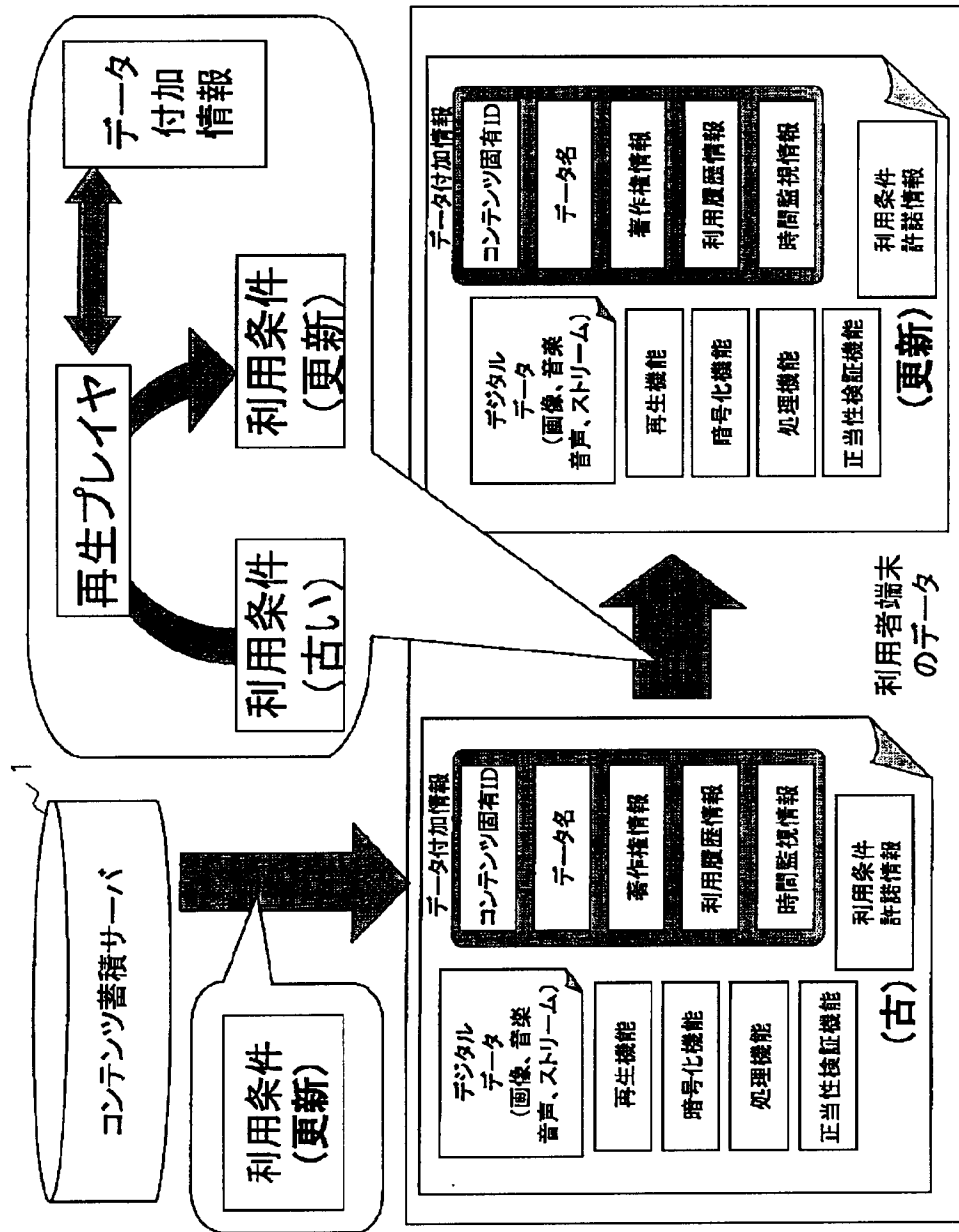 1
コンテンツ蓄積サーバ
利用条件
(更新)
再生プレイヤ
データ
付加
情報
利用条件
(古い)
利用条件
(更新)
デジタル
データ
(画像、音楽
音声、ストリーム)
再生機能
暗号化機能
処理機能
正当性検証機能
データ付加情報
コンテンツ固有ID
データ名
著作権情報
利用履歴情報
時間監視情報
利用条件
許諾情報
(古)
利用者端末
のデータ
デジタル
データ
(画像、音楽
音声、ストリーム)
再生機能
暗号化機能
処理機能
正当性検証機能
データ付加情報
コンテンツ固有ID
データ名
著作権情報
利用履歴情報
時間監視情報
利用条件
許諾情報
(更新)